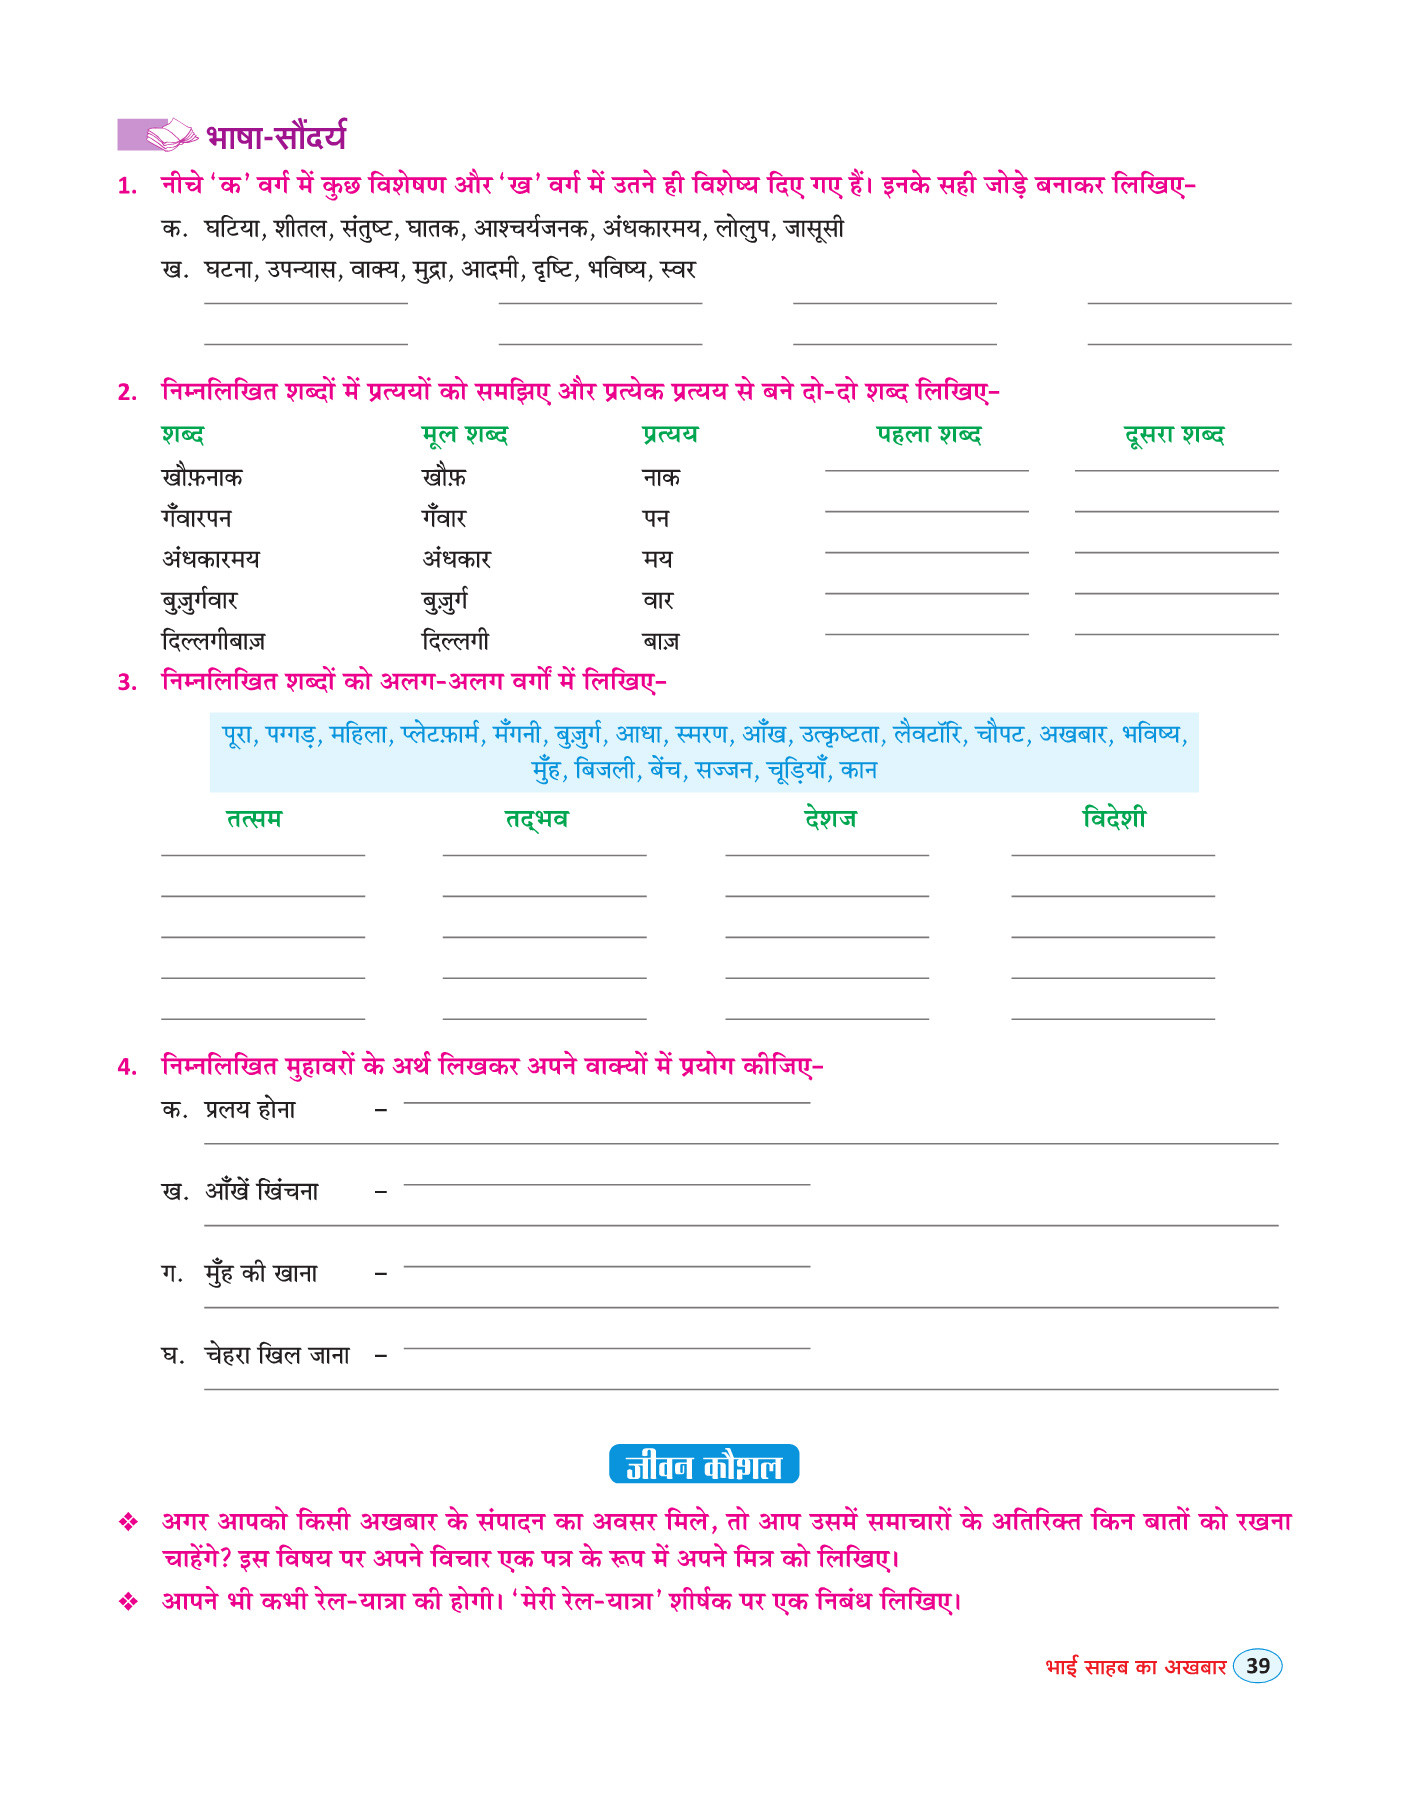 भाषा-सौंदर्य
1. नीचे ‘क’ वर्ग में कुछ विशेषण और ‘ख’ वर्ग में उतने ही विशेष्य दिए गए हैं। इनके सही जोड़े बनाकर लिखिए–
क. घटिया, शीतल, संतुष्ट, घातक, आश्चर्यजनक, अंधकारमय, लोलुप, जासूसी
ख. घटना, उपन्यास, वाक्य, मुद्रा, आदमी, दृष्टि, भविष्य, स्वर
2. निम्नलिखित शब्दों में प्रत्ययों को समझिए और प्रत्येक प्रत्यय से बने दो-दो शब्द लिखिए–
शब्द मूल शब्द प्रत्यय पहला शब्द दूसरा शब्द
खौफ़नाक खौफ़ नाक
गँवारपन गँवार पन
अंधकारमय अंधकार मय
बुज़ुर्गवार बुज़ुर्ग वार
दिल्लगीबाज़ दिल्लगी बाज़
3. निम्नलिखित शब्दों को अलग-अलग वर्गों में लिखिए–
पूरा, पग्गड़, महिला, प्लेटफ़ार्म, मँगनी, बुज़ुर्ग, आधा, स्मरण, आँख, उत्कृष्टता, लैवटॉरि, चौपट, अखबार, भविष्य,
मुँह, बिजली, बेंच, सज्जन, चूड़ियाँ, कान
तत्सम तद्‌भव देशज विदेशी
4. निम्नलिखित मुहावरों के अर्थ लिखकर अपने वाक्यों में प्रयोग कीजिए–
क. प्रलय होना –
ख. आँखें खिंचना –
ग. मुँह की खाना –
घ. चेहरा खिल जाना –
जीवन कौशल
❖ अगर आपको किसी अखबार के संपादन का अवसर मिले, तो आप उसमें समाचारों के अतिरिक्त किन बातों को रखना
चाहेंगे? इस विषय पर अपने विचार एक पत्र के रूप में अपने मित्र को लिखिए।
❖ आपने भी कभी रेल-यात्रा की होगी। ‘मेरी रेल-यात्रा’ शीर्षक पर एक निबंध लिखिए।
भाई साहब का अखबार 39